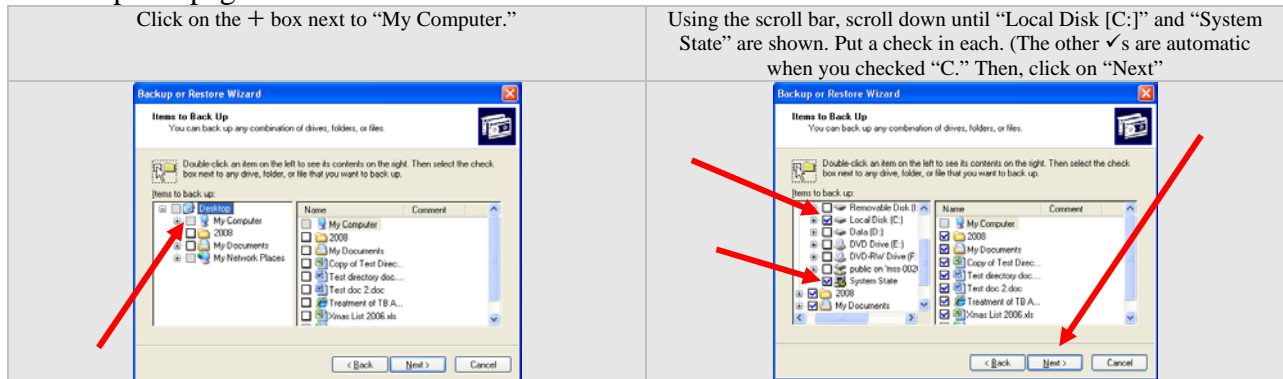 Click on the + box next to “My Computer.”
Using the scroll bar, scroll down until “Local Disk [C:]” and “System
State” are shown. Put a check in each. (The other ✓s are automatic
when you checked “C.” Then, click on “Next”
Backup or Restore Wizard
Items to Back Up
You can back up any combination of drives, folders, or files.
Double-click an item on the left to see its contents on the right. Then select the check
box next to any drive, folder, or file that you want to back up.
Items to back up:
Desktop
My Computer
2008
My Documents
My Network Places
Name Comment
My Computer
2008
My Documents
Copy of Test Direc...
Test directory doc....
Test doc 2.doc
Treatment of TB A...
Xmas List 2006.xls
< Back Next > Cancel
Backup or Restore Wizard
Items to Back Up
You can back up any combination of drives, folders, or files.
Double-click an item on the left to see its contents on the right. Then select the check
box next to any drive, folder, or file that you want to back up.
Items to back up:
Removable Disk (I:
Local Disk (C:)
Data (D:)
DVD Drive (E:)
DVD-RW Drive (F:
public on 'mss-002
System State
2008
My Documents
Name Comment
My Computer
2008
My Documents
Copy of Test Direc...
Test directory doc....
Test doc 2.doc
Treatment of TB A...
Xmas List 2006.xls
< Back Next > Cancel